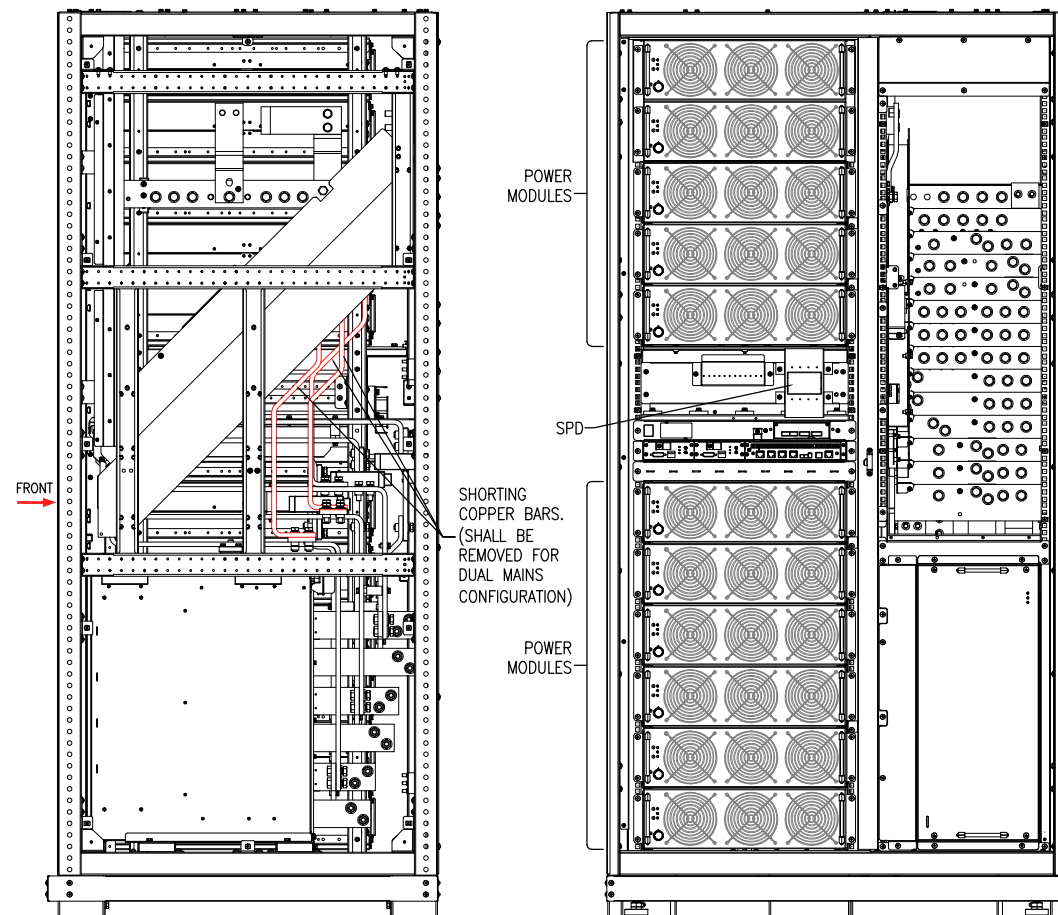 POWER
MODULES
SPD
FRONT
SHORTING
COPPER BARS.
(SHALL BE
REMOVED FOR
DUAL MAINS
CONFIGURATION)
POWER
MODULES